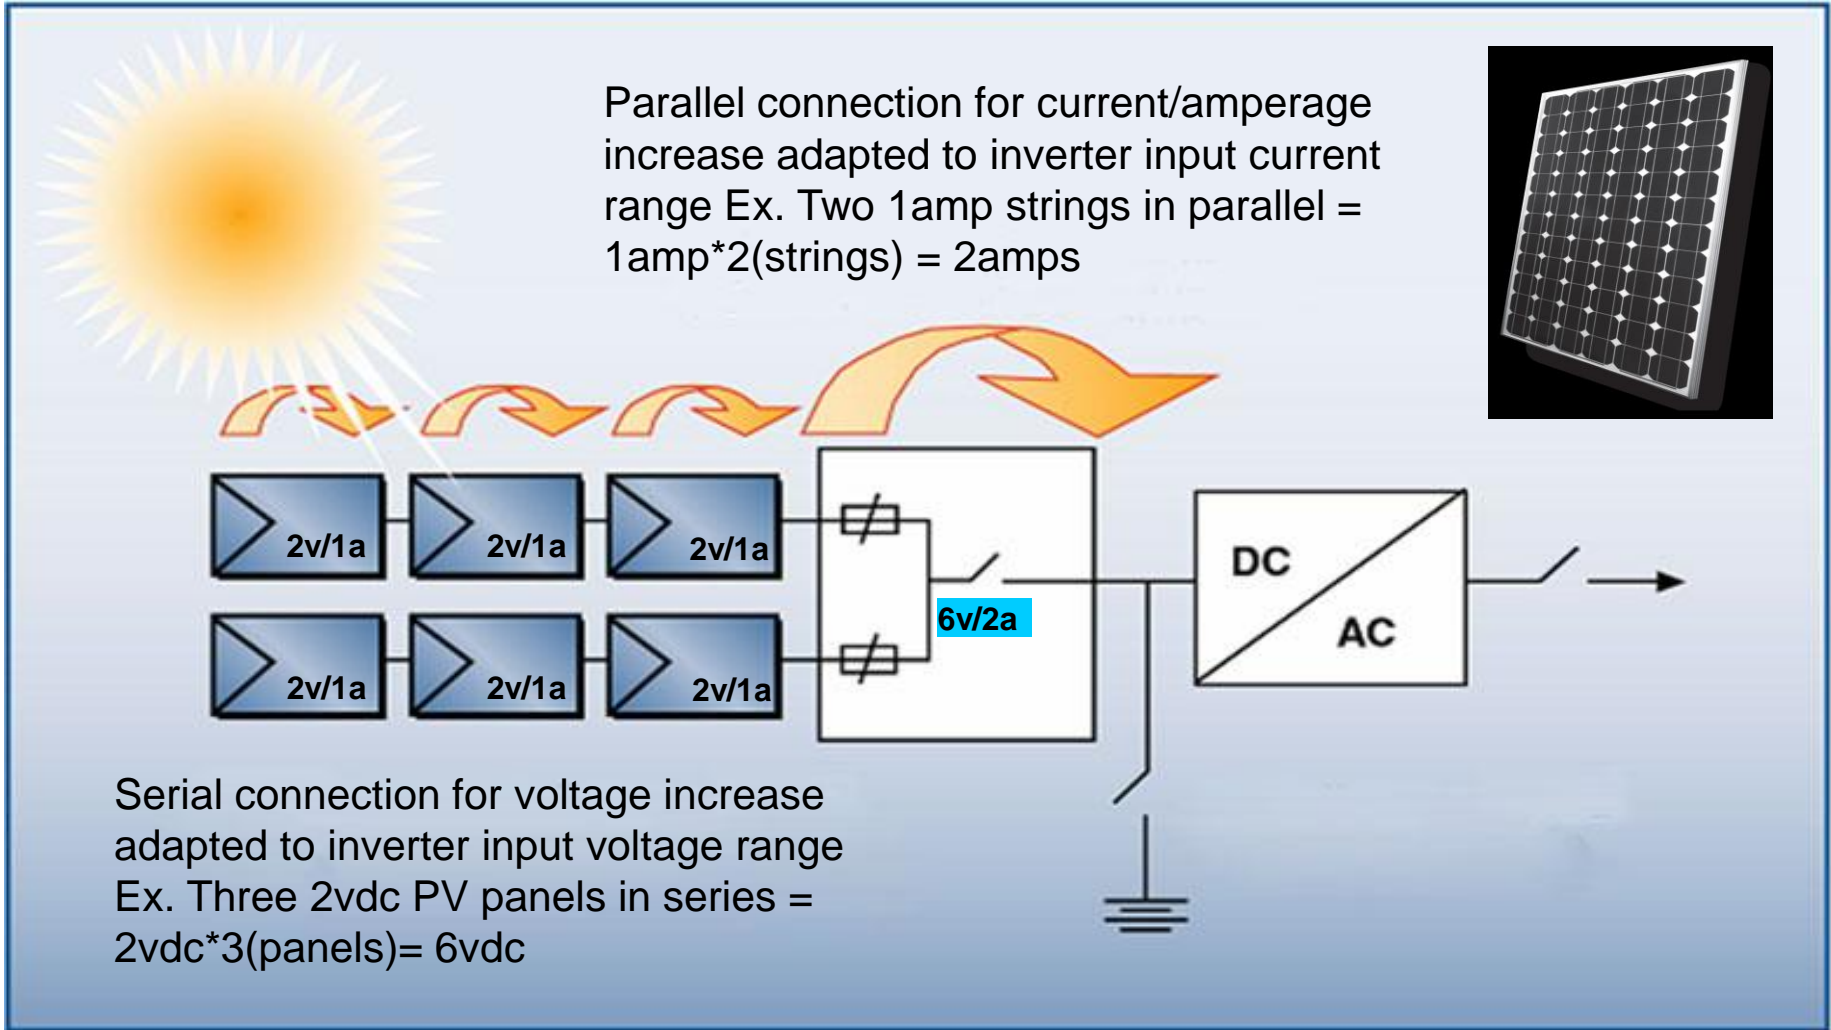 Parallel connection for current/amperage
increase adapted to inverter input current
range Ex. Two 1amp strings in parallel =
1amp*2(strings) = 2amps
2v/1a
2v/1a
2v/1a
DC
AC
6v/2a
2v/1a
2v/1a
2v/1a
Serial connection for voltage increase
adapted to inverter input voltage range
Ex. Three 2vdc PV panels in series =
2vdc*3(panels)= 6vdc